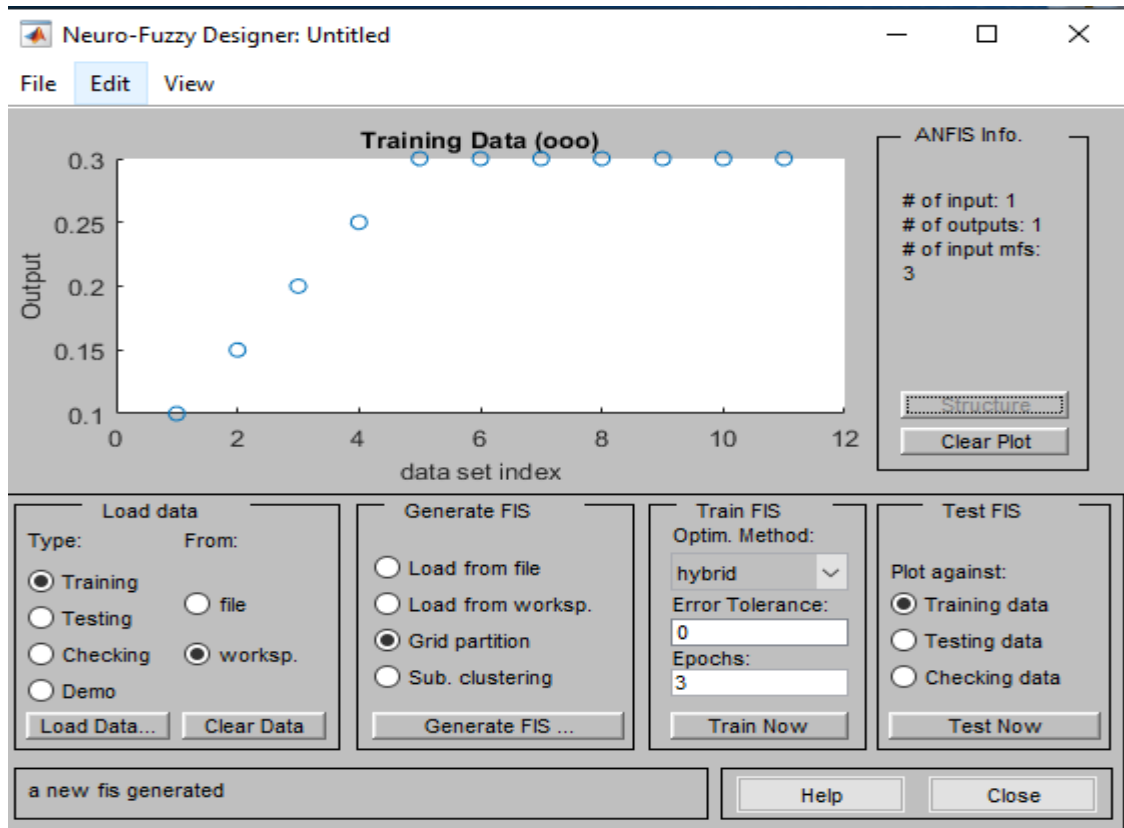 Neuro-Fuzzy Designer: Untitled
File Edit View
Training Data (ooo)
0.3
0.25
0.2
0.15
0.1
Output
0 2 4 6 8 10 12
data set index
ANFIS Info.
# of input: 1
# of outputs: 1
# of input mfs:
3
Structure
Clear Plot
Load data
Type: From:
Training
Testing
Checking
Demo
file
worksp.
Load Data... Clear Data
Generate FIS
Load from file
Load from worksp.
Grid partition
Sub. clustering
Generate FIS ...
Train FIS
Optim. Method:
hybrid
Error Tolerance:
0
Epochs:
3
Train Now
Test FIS
Plot against:
Training data
Testing data
Checking data
Test Now
a new fis generated
Help Close